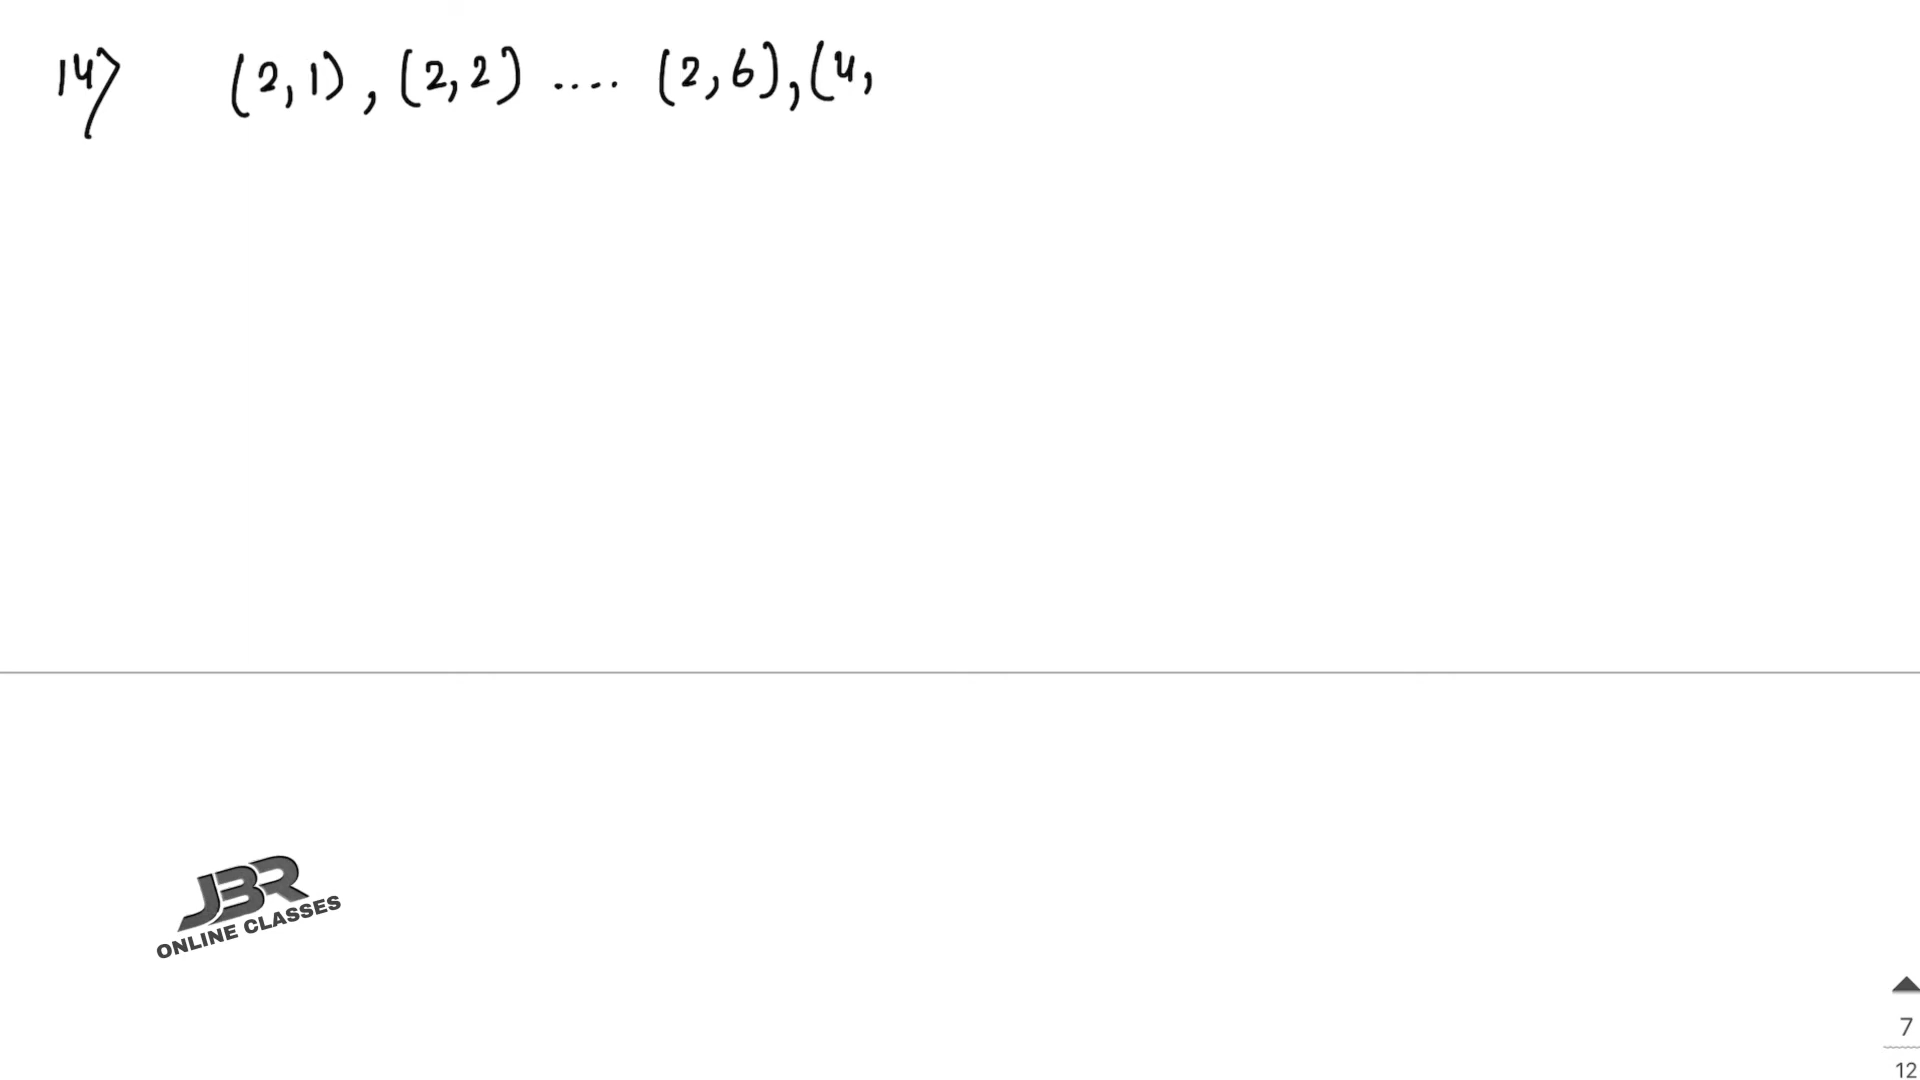 14) (2,1), (2,2) .... (2,6), (4,
JBR
ONLINE CLASSES
7
12